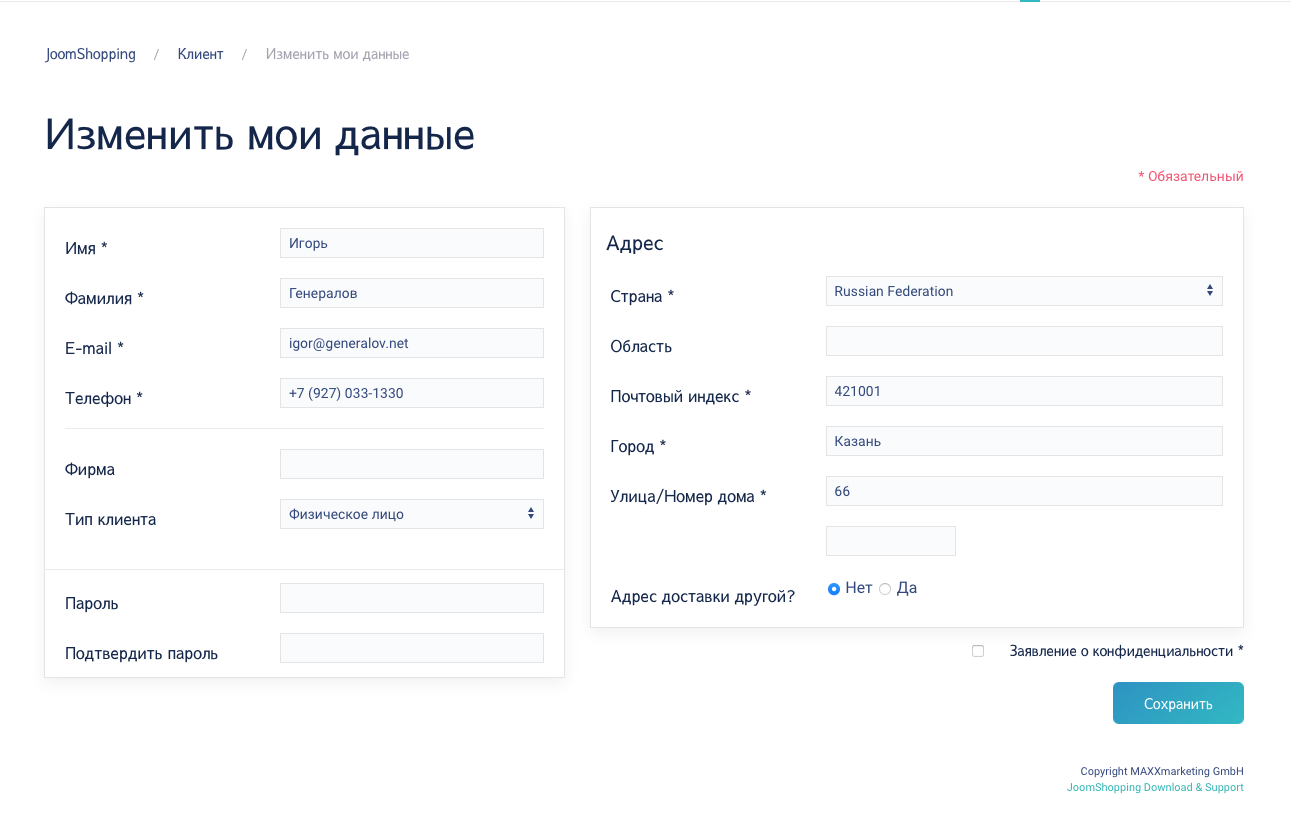 JoomShopping / Клиент / Изменить мои данные
Изменить мои данные
* Обязательный
Имя * Игорь
Фамилия * Генералов
E-mail * igor@generalov.net
Телефон * +7 (927) 033-1330
Фирма
Тип клиента Физическое лицо
Пароль
Подтвердить пароль
Адрес
Страна * Russian Federation
Область
Почтовый индекс * 421001
Город * Казань
Улица/Номер дома * 66
Адрес доставки другой? Нет Да
Заявление о конфиденциальности *
Сохранить
Copyright MAXXmarketing GmbH
JoomShopping Download & Support